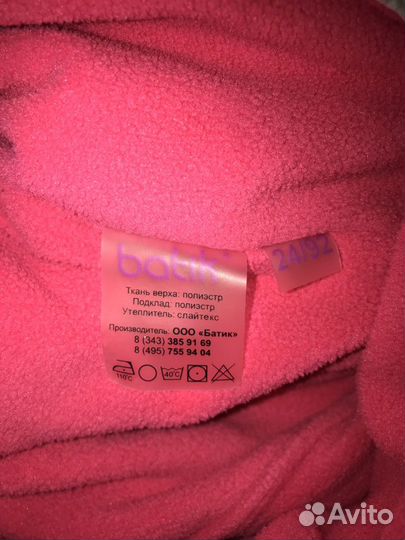 batik
24/92
Ткань верха: полиэстр
Подклад: полиэстр
Утеплитель: слайтекс
Производитель: ООО «Батик»
8 (343) 385 91 69
8 (495) 755 94 04
110°C
40°C
Avito